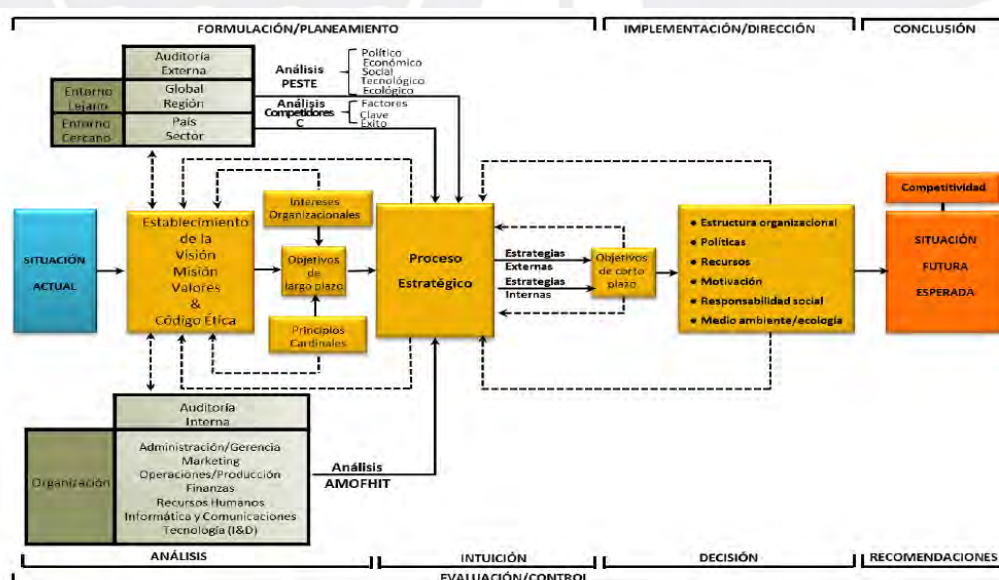 FORMULACIÓN/PLANEAMIENTO
IMPLEMENTACIÓN/DIRECCIÓN
CONCLUSIÓN
Auditoría
Externa
Entorno
Lejano
Global
Región
Entorno
Cercano
País
Sector
Análisis
PESTE
Político
Económico
Social
Tecnológico
Ecológico
Análisis
Competidores
C
Factores
Clave
Éxito
SITUACIÓN
ACTUAL
Establecimiento
de la
Visión
Misión
Valores
&
Código Ética
Intereses
Organizacionales
Objetivos
de
largo plazo
Principios
Cardinales
Proceso
Estratégico
Estrategias
Externas
Estrategias
Internas
Objetivos
de corto
plazo
• Estructura organizacional
• Políticas
• Recursos
• Motivación
• Responsabilidad social
• Medio ambiente/ecología
Competitividad
SITUACIÓN
FUTURA
ESPERADA
Auditoría
Interna
Organización
Administración/Gerencia
Marketing
Operaciones/Producción
Finanzas
Recursos Humanos
Informática y Comunicaciones
Tecnología (I&D)
Análisis
AMOFHIT
ANÁLISIS
INTUICIÓN
DECISIÓN
RECOMENDACIONES
EVALUACIÓN/CONTROL